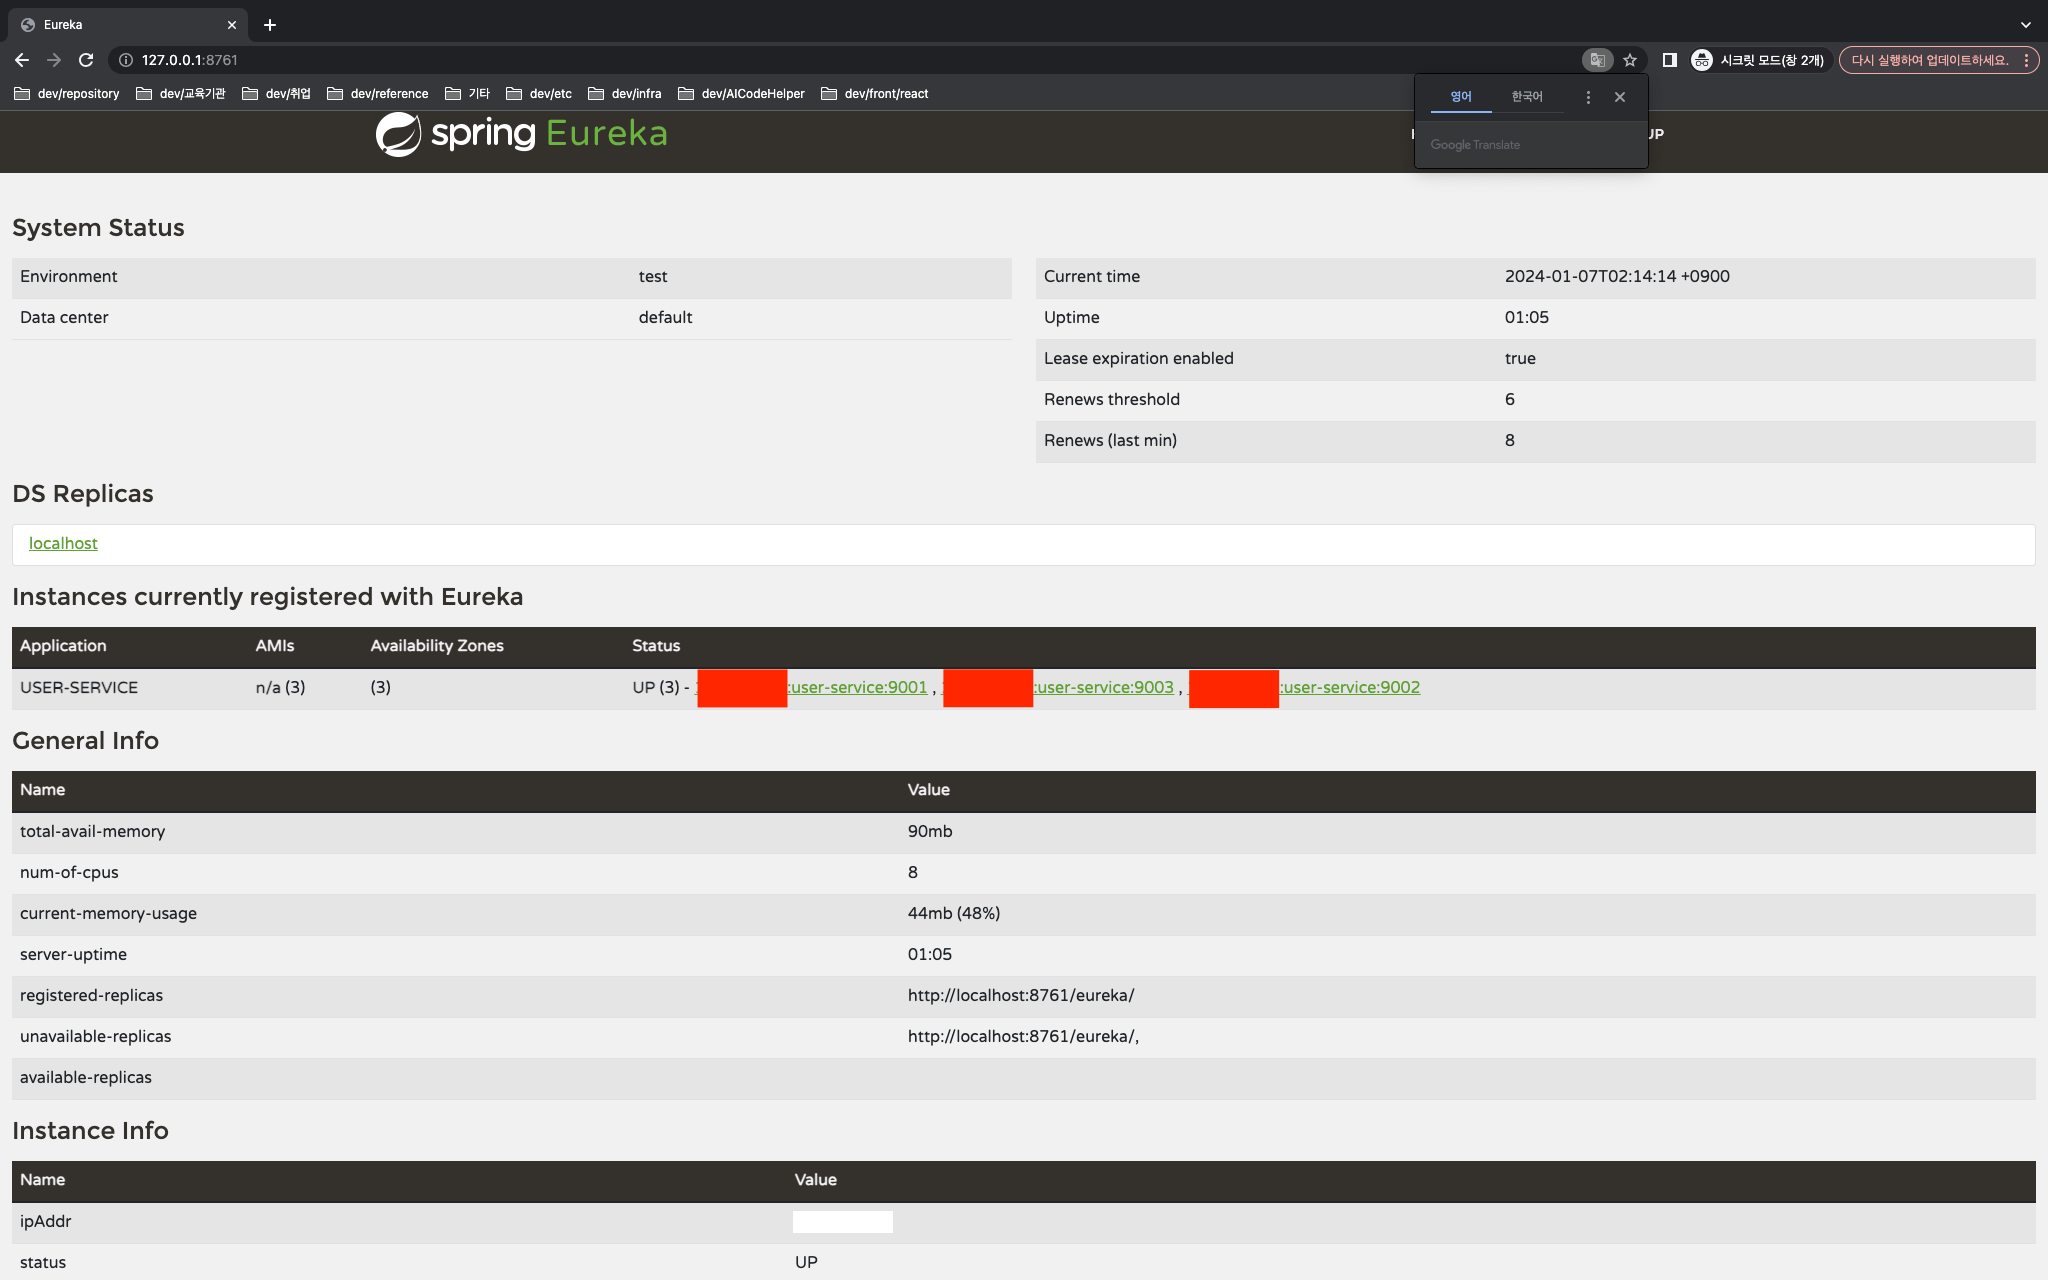 Eureka
127.0.0.1:8761
시크릿 모드(창 2개)
다시 실행하여 업데이트하세요.
dev/repository dev/교육기관 dev/취업 dev/reference 기타 dev/etc dev/infra dev/AICodeHelper dev/front/react
영어 한국어
Google Translate
spring Eureka
UP
System Status
Environment test
Data center default
Current time 2024-01-07T02:14:14 +0900
Uptime 01:05
Lease expiration enabled true
Renews threshold 6
Renews (last min) 8
DS Replicas
localhost
Instances currently registered with Eureka
Application AMIs Availability Zones Status
USER-SERVICE n/a (3) (3) UP (3) - :user-service:9001 , :user-service:9003 , :user-service:9002
General Info
Name Value
total-avail-memory 90mb
num-of-cpus 8
current-memory-usage 44mb (48%)
server-uptime 01:05
registered-replicas http://localhost:8761/eureka/
unavailable-replicas http://localhost:8761/eureka/,
available-replicas
Instance Info
Name Value
ipAddr
status UP